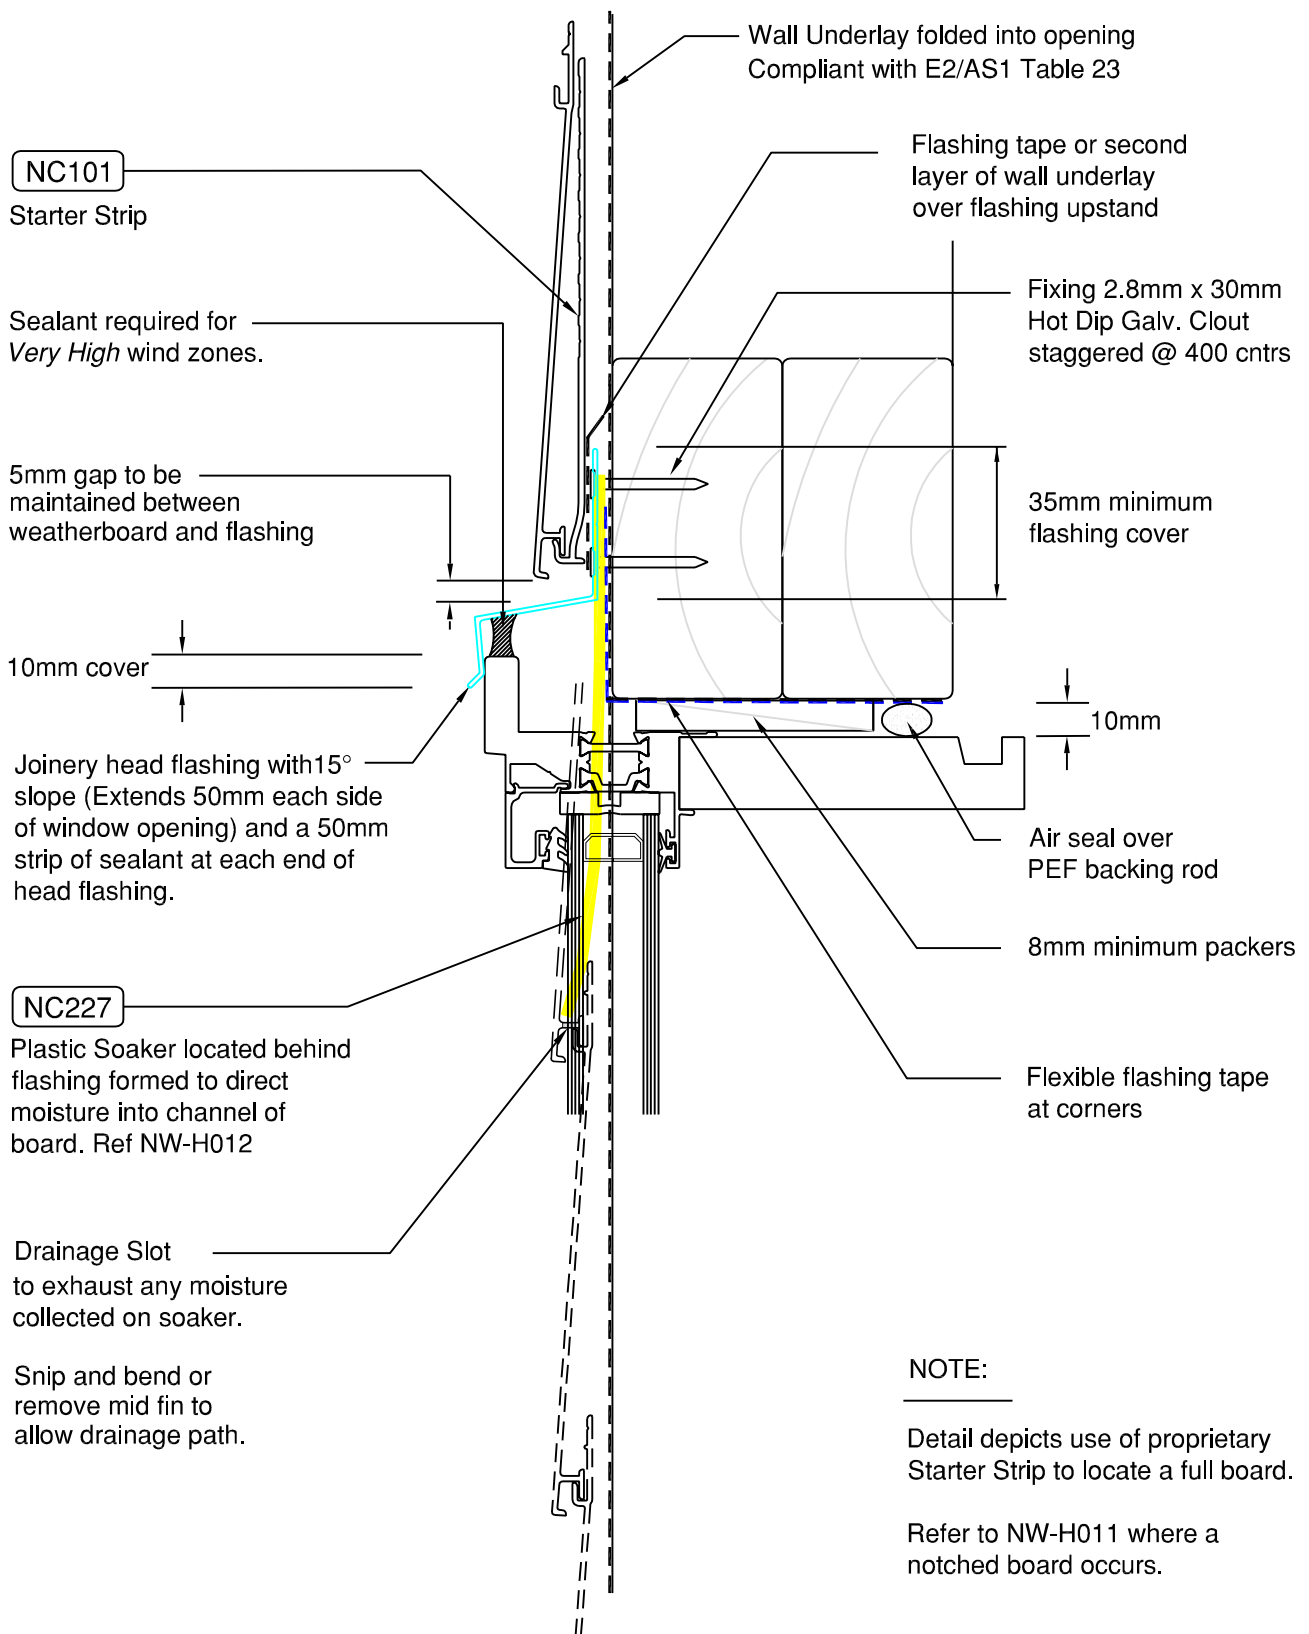 Wall Underlay folded into opening
Compliant with E2/AS1 Table 23
Flashing tape or second
layer of wall underlay
over flashing upstand
NC101
Starter Strip
Fixing 2.8mm x 30mm
Hot Dip Galv. Clout
staggered @ 400 cntrs
Sealant required for
Very High wind zones.
5mm gap to be
maintained between
weatherboard and flashing
35mm minimum
flashing cover
10mm cover
10mm
Joinery head flashing with15°
slope (Extends 50mm each side
of window opening) and a 50mm
strip of sealant at each end of
head flashing.
Air seal over
PEF backing rod
8mm minimum packers
NC227
Plastic Soaker located behind
flashing formed to direct
moisture into channel of
board. Ref NW-H012
Flexible flashing tape
at corners
Drainage Slot
to exhaust any moisture
collected on soaker.
Snip and bend or
remove mid fin to
allow drainage path.
NOTE:
Detail depicts use of proprietary
Starter Strip to locate a full board.
Refer to NW-H011 where a
notched board occurs.